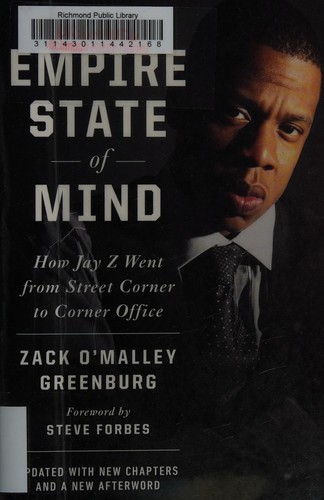 Richmond Public Library
31143011442168
EMPIRE
STATE
of
MIND
How Jay Z Went
from Street Corner
to Corner Office
ZACK O'MALLEY
GREENBURG
Foreword by
STEVE FORBES
UPDATED WITH NEW CHAPTERS
AND A NEW AFTERWORD